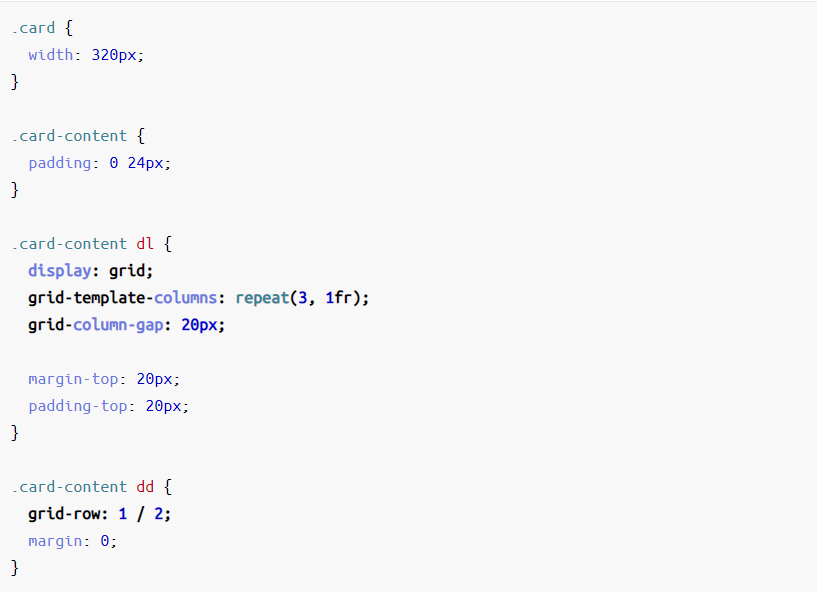 .card {
  width: 320px;
}

.card-content {
  padding: 0 24px;
}

.card-content dl {
  display: grid;
  grid-template-columns: repeat(3, 1fr);
  grid-column-gap: 20px;

  margin-top: 20px;
  padding-top: 20px;
}

.card-content dd {
  grid-row: 1 / 2;
  margin: 0;
}